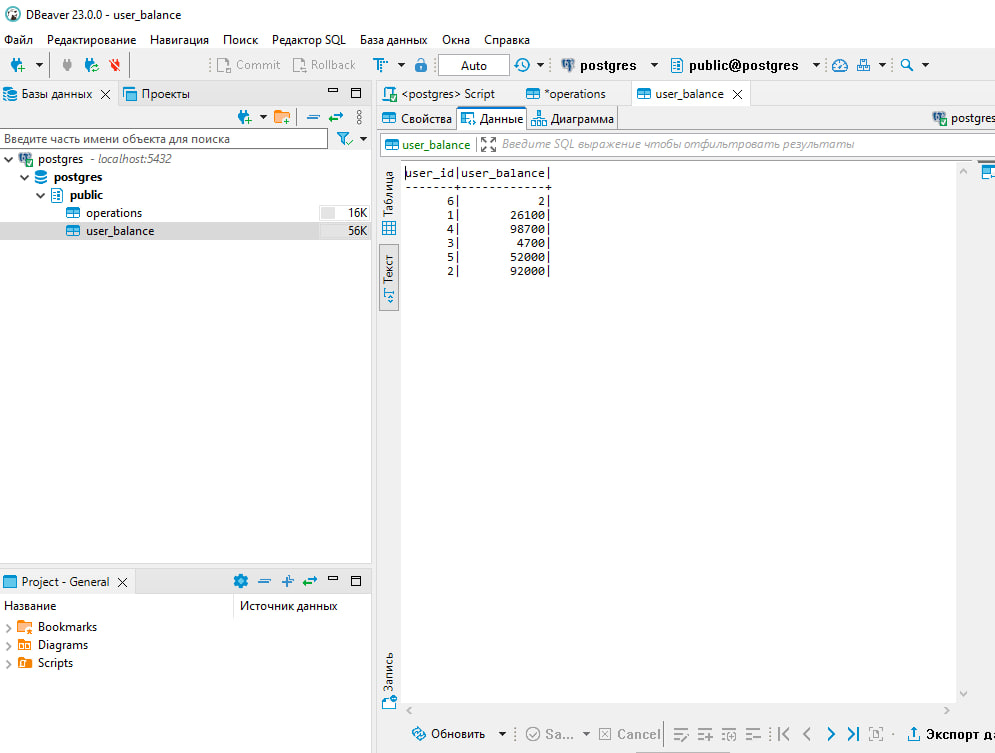 DBeaver 23.0.0 - user_balance
Файл Редактирование Навигация Поиск Редактор SQL База данных Окна Справка
Commit Rollback Auto postgres public@postgres
Базы данных Проекты
<postgres> Script *operations user_balance
Свойства Данные Диаграмма postgres
Введите часть имени объекта для поиска
user_balance Введите SQL выражение чтобы отфильтровать результаты
postgres - localhost:5432
postgres
public
operations 16K
user_balance 56K
Таблица
Текст
Запись
user_id|user_balance|
-------+------------+
6| 2|
1| 26100|
4| 98700|
3| 4700|
5| 52000|
2| 92000|
Project - General
Название Источник данных
Bookmarks
Diagrams
Scripts
Обновить Sa... Cancel Экспорт да